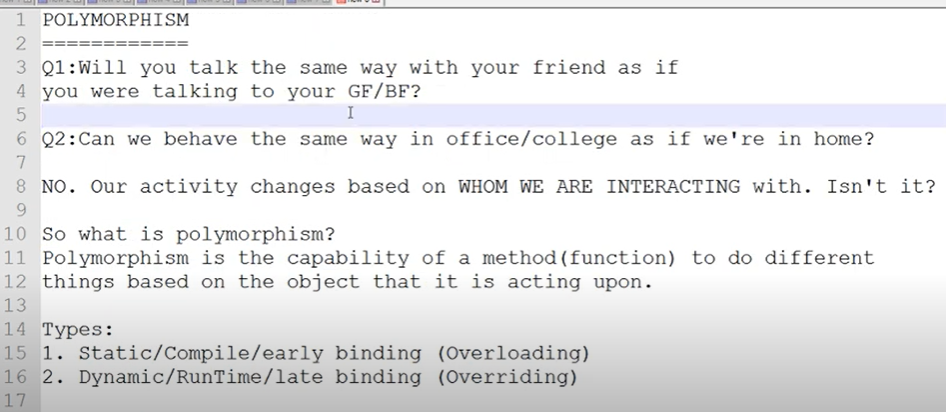 1 POLYMORPHISM
2 ============
3 Q1:Will you talk the same way with your friend as if
4 you were talking to your GF/BF?
5
6 Q2:Can we behave the same way in office/college as if we're in home?
7
8 NO. Our activity changes based on WHOM WE ARE INTERACTING with. Isn't it?
9
10 So what is polymorphism?
11 Polymorphism is the capability of a method(function) to do different
12 things based on the object that it is acting upon.
13
14 Types:
15 1. Static/Compile/early binding (Overloading)
16 2. Dynamic/RunTime/late binding (Overriding)
17